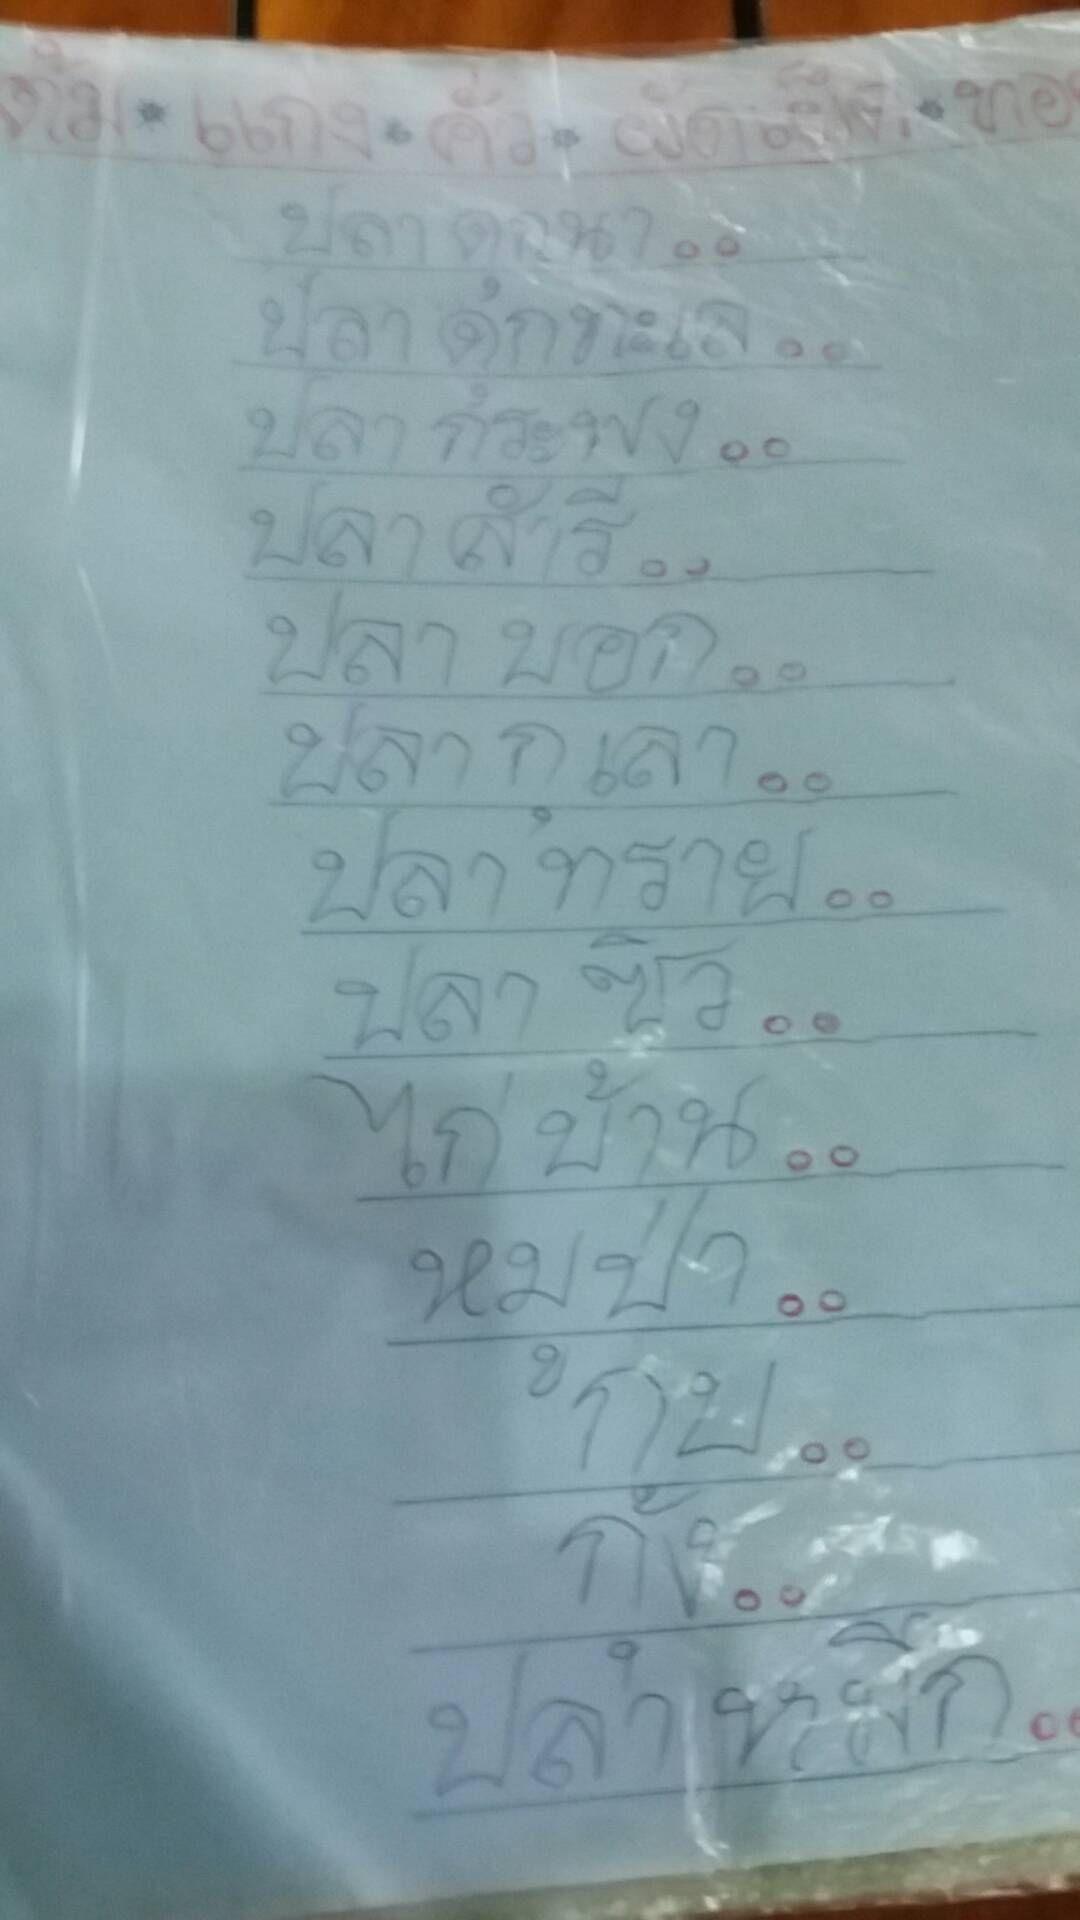 ต้ม * แกง * คั่ว * ผัดเผ็ด * ทอด
ปลา ดุกนา..
ปลา ดุกทะเล..
ปลา กระพง..
ปลา สำรี..
ปลา บอก..
ปลา ก เลา..
ปลา ทราย..
ปลา ซิว..
ไก่ บ้าน..
หมูป่า..
กบ..
กุ้ง..
ปลา หมึก..